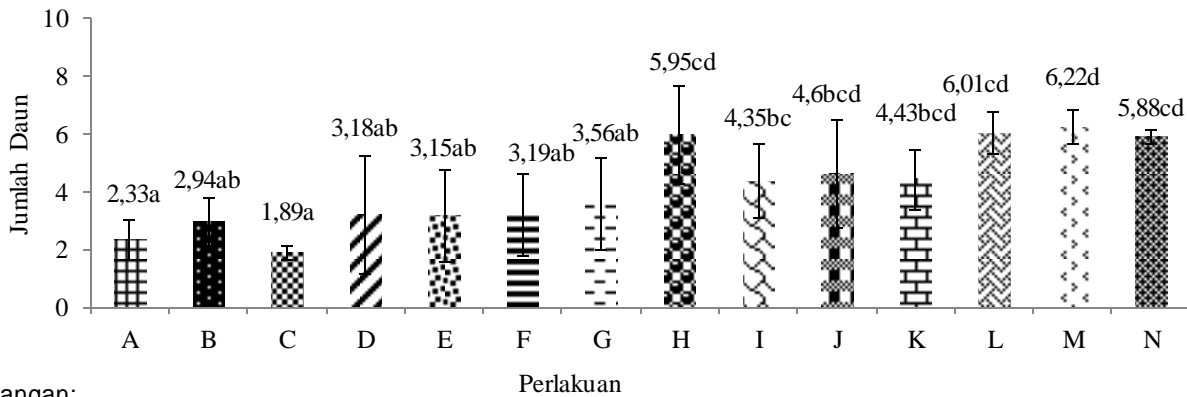 10
8
6
4
2
0
Jumlah Daun
2,33a
2,94ab
1,89a
3,18ab
3,15ab
3,19ab
3,56ab
5,95cd
4,35bc
4,6bcd
4,43bcd
6,01cd
6,22d
5,88cd
A B C D E F G H I J K L M N
Perlakuan